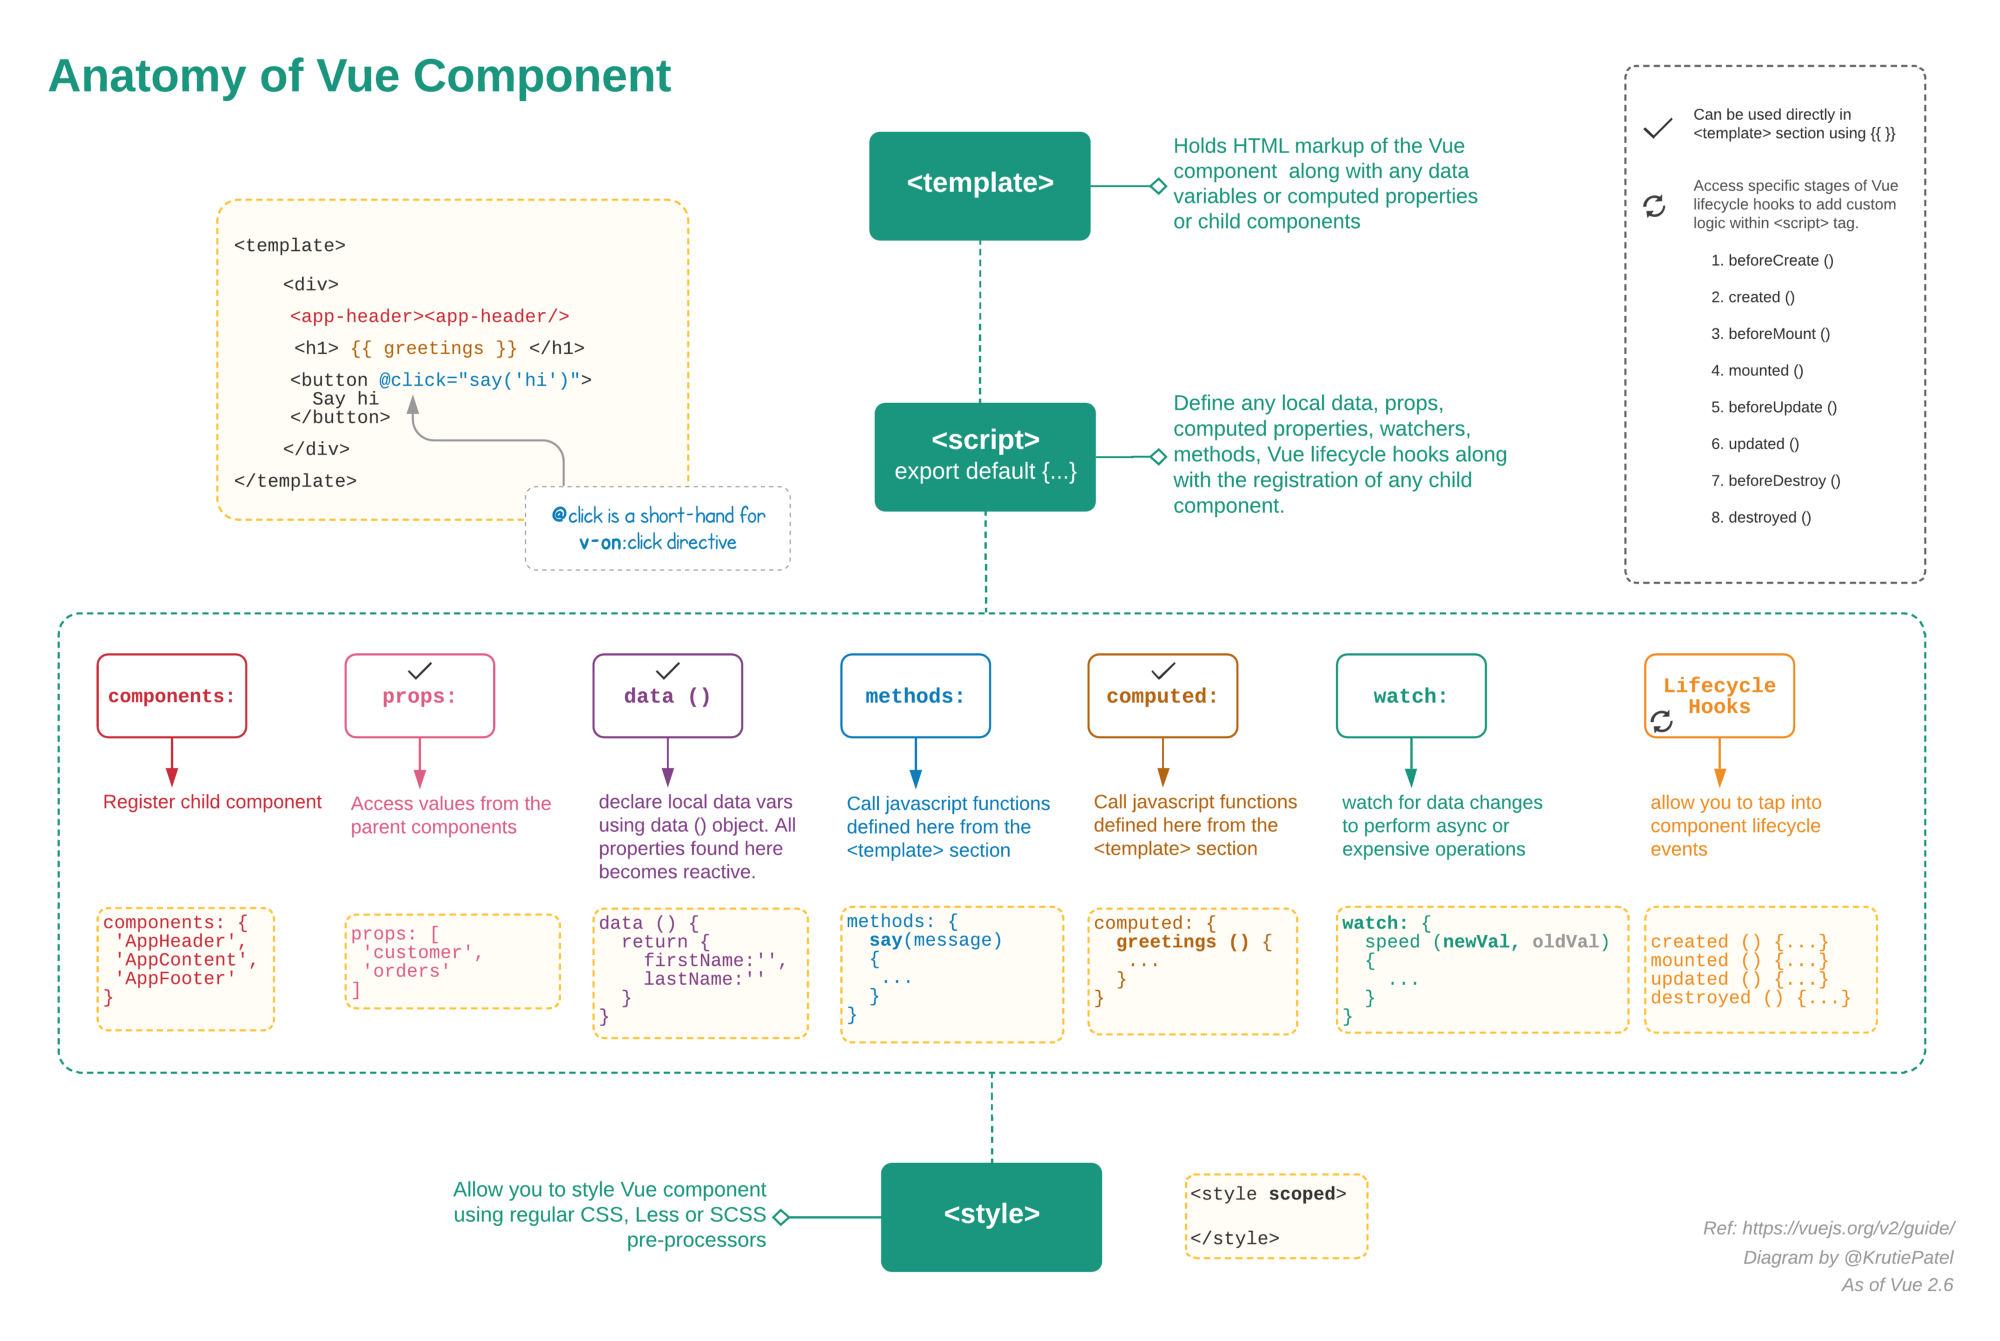 Anatomy of Vue Component
<template>
Holds HTML markup of the Vue
component  along with any data
variables or computed properties
or child components
Can be used directly in
<template> section using {{ }}
Access specific stages of Vue
lifecycle hooks to add custom
logic within <script> tag.
1. beforeCreate ()
2. created ()
3. beforeMount ()
4. mounted ()
5. beforeUpdate ()
6. updated ()
7. beforeDestroy ()
8. destroyed ()
<template>
<div>
<app-header><app-header/>
<h1> {{ greetings }} </h1>
<button @click="say('hi')">
Say hi
</button>
</div>
</template>
@click is a short-hand for
v-on:click directive
<script>
export default {...}
Define any local data, props,
computed properties, watchers,
methods, Vue lifecycle hooks along
with the registration of any child
component.
components:
Register child component
components: {
'AppHeader',
'AppContent',
'AppFooter'
}
props:
Access values from the
parent components
props: [
'customer',
'orders'
]
data ()
declare local data vars
using data () object. All
properties found here
becomes reactive.
data () {
return {
firstName:'',
lastName:''
}
}
methods:
Call javascript functions
defined here from the
<template> section
methods: {
say(message)
{
...
}
}
computed:
Call javascript functions
defined here from the
<template> section
computed: {
greetings () {
...
}
}
watch:
watch for data changes
to perform async or
expensive operations
watch: {
speed (newVal, oldVal)
{
...
}
}
Lifecycle
Hooks
allow you to tap into
component lifecycle
events
created () {...}
mounted () {...}
updated () {...}
destroyed () {...}
Allow you to style Vue component
using regular CSS, Less or SCSS
pre-processors
<style>
<style scoped>
</style>
Ref: https://vuejs.org/v2/guide/
Diagram by @KrutiePatel
As of Vue 2.6